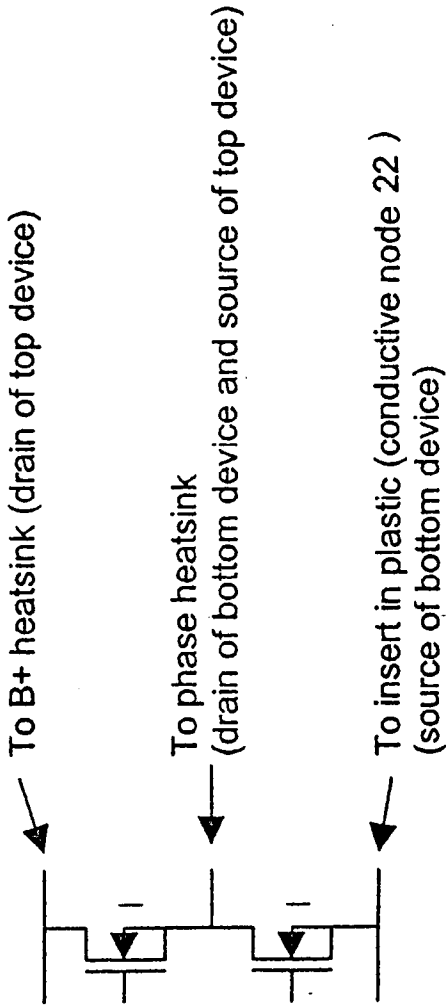 To B+ heatsink (drain of top device)
To phase heatsink
(drain of bottom device and source of top device)
To insert in plastic (conductive node 22 )
(source of bottom device)